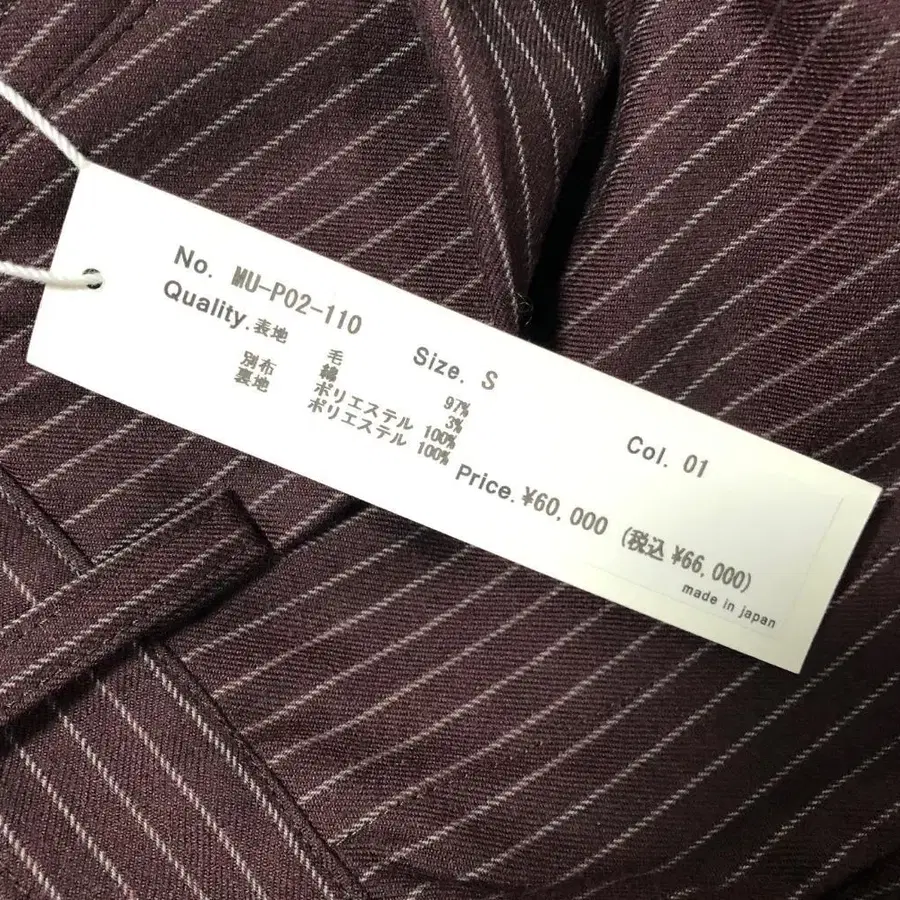 No. MU-P02-110
Size. S
Col. 01
Quality. 表地 毛 97%
綿 3%
別布 ポリエステル 100%
裏地 ポリエステル 100%
Price. ¥60,000 (税込 ¥66,000)
made in japan